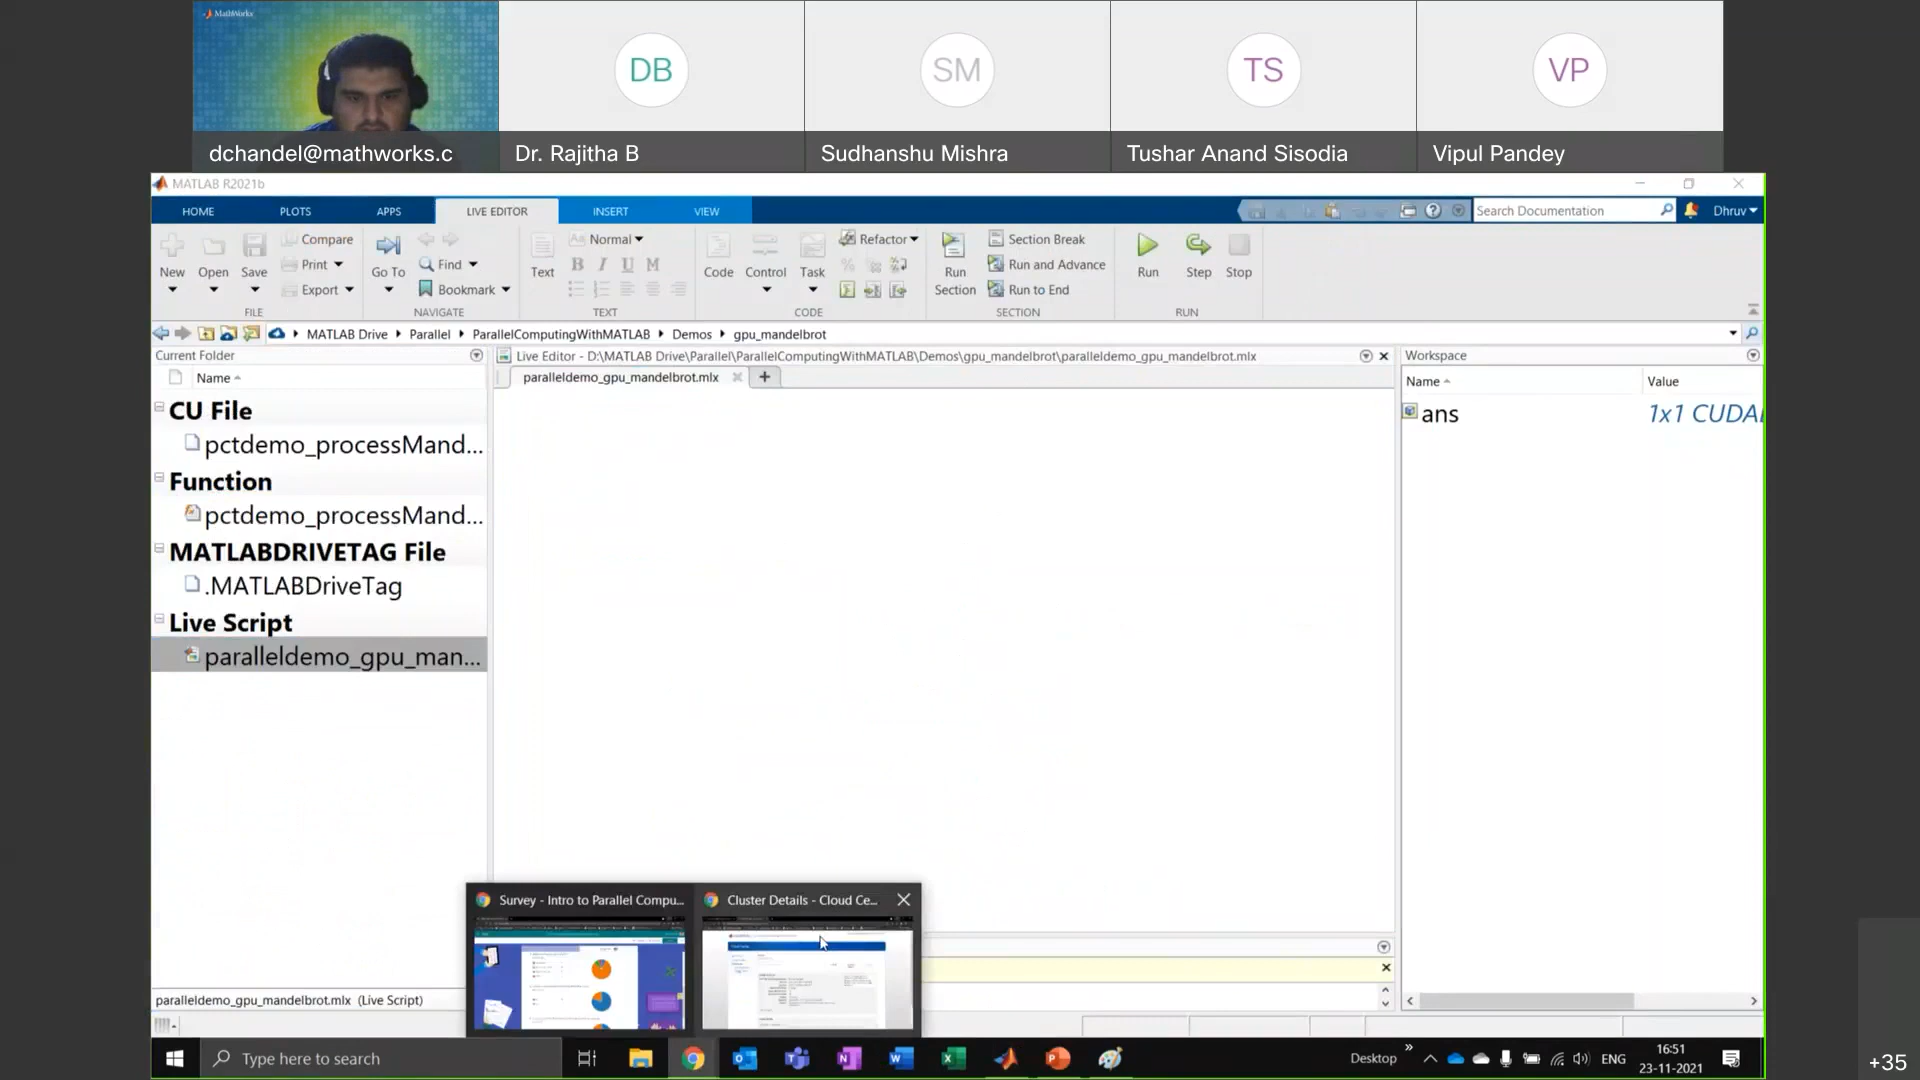 MathWorks
DB
SM
TS
VP
dchandel@mathworks.c
Dr. Rajitha B
Sudhanshu Mishra
Tushar Anand Sisodia
Vipul Pandey
MATLAB R2021b
HOME
PLOTS
APPS
LIVE EDITOR
INSERT
VIEW
Search Documentation
Dhruv
New
Open
Save
Compare
Print
Export
FILE
Go To
Find
Bookmark
NAVIGATE
Text
Normal
B I U M
TEXT
Code
Control
Task
Refactor
CODE
Run Section
Section Break
Run and Advance
Run to End
SECTION
Run
Step
Stop
RUN
MATLAB Drive
Parallel
ParallelComputingWithMATLAB
Demos
gpu_mandelbrot
Current Folder
Name
CU File
pctdemo_processMand...
Function
pctdemo_processMand...
MATLABDRIVETAG File
.MATLABDriveTag
Live Script
paralleldemo_gpu_man...
paralleldemo_gpu_mandelbrot.mlx (Live Script)
Live Editor - D:\MATLAB Drive\Parallel\ParallelComputingWithMATLAB\Demos\gpu_mandelbrot\paralleldemo_gpu_mandelbrot.mlx
paralleldemo_gpu_mandelbrot.mlx
Workspace
Name
Value
ans
1x1 CUDA
Survey - Intro to Parallel Compu...
Cluster Details - Cloud Ce...
Type here to search
Desktop
ENG
16:51
23-11-2021
+35